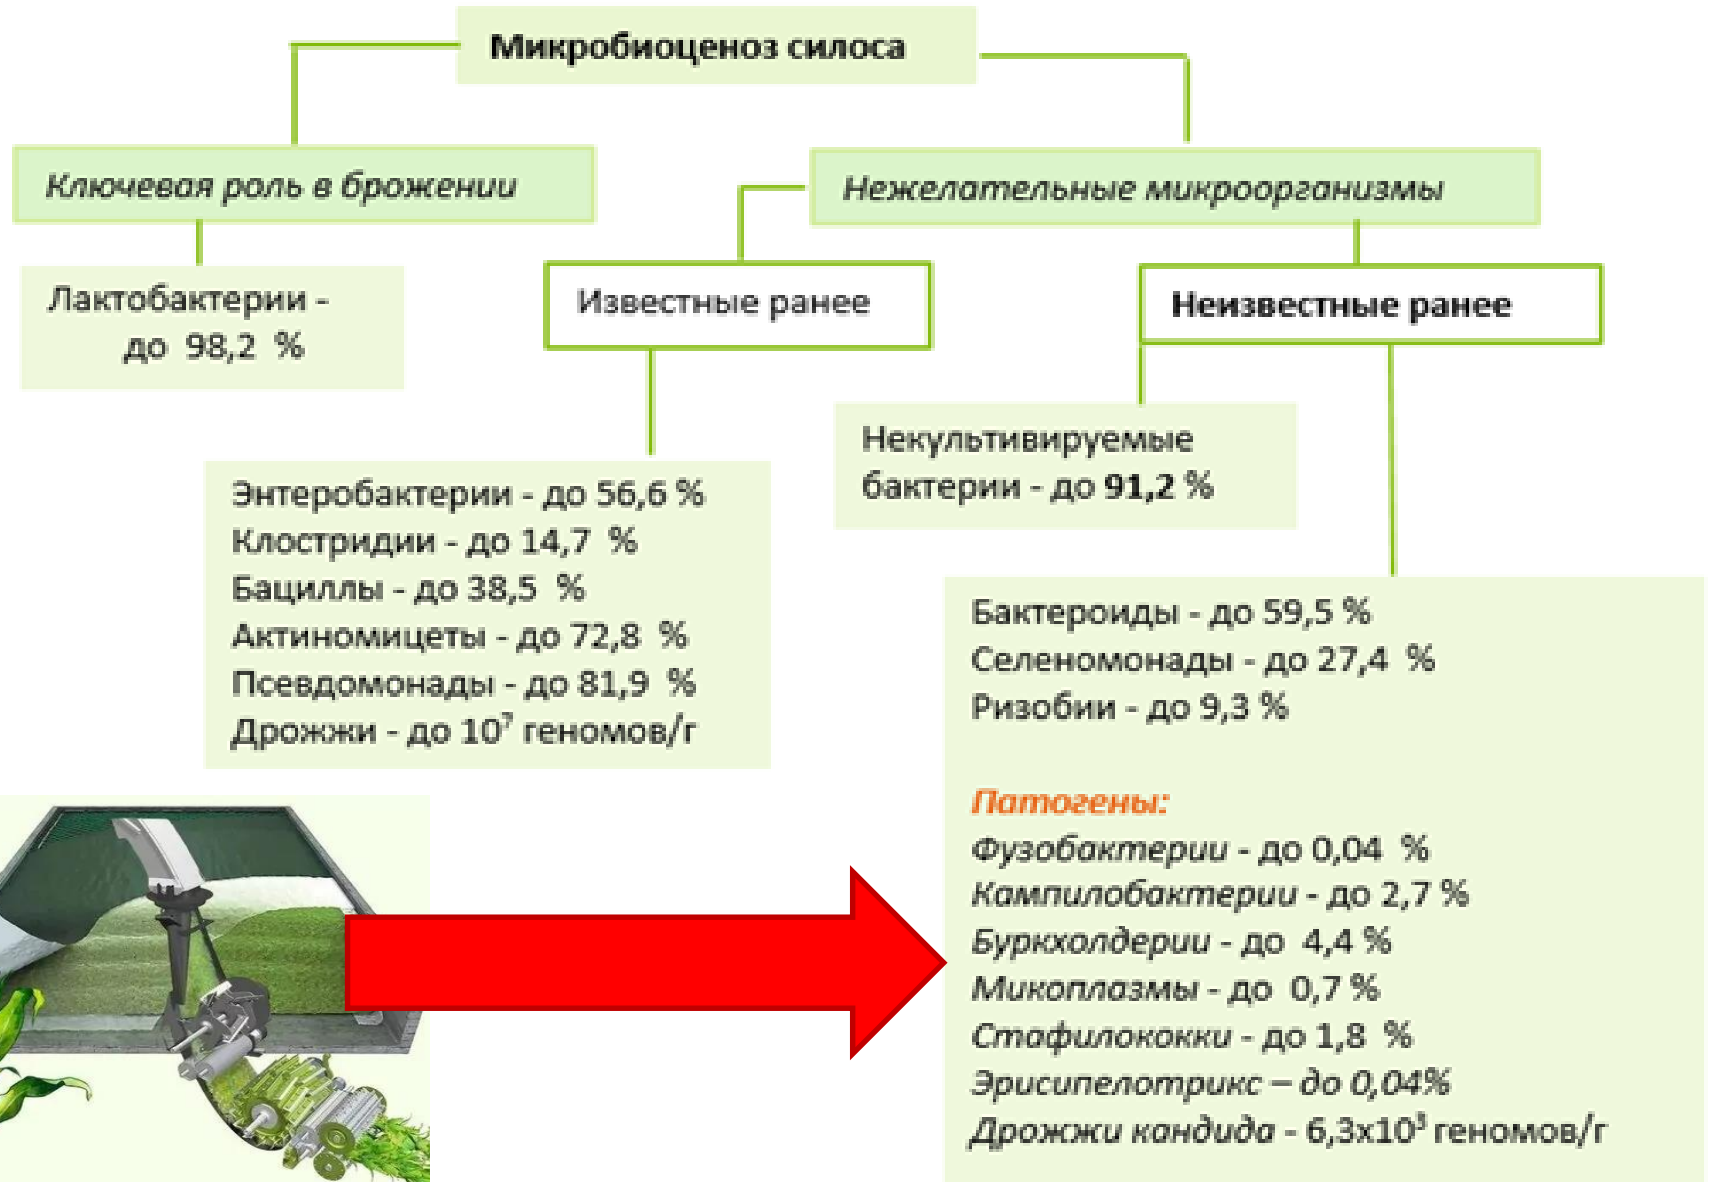 Микробиоценоз силоса
Ключевая роль в брожении
Нежелательные микроорганизмы
Лактобактерии -
до 98,2 %
Известные ранее
Неизвестные ранее
Некультивируемые
бактерии - до 91,2 %
Энтеробактерии - до 56,6 %
Клостридии - до 14,7 %
Бациллы - до 38,5 %
Актиномицеты - до 72,8 %
Псевдомонады - до 81,9 %
Дрожжи - до 10⁷ геномов/г
Бактероиды - до 59,5 %
Селеномонады - до 27,4 %
Ризобии - до 9,3 %
Патогены:
Фузобактерии - до 0,04 %
Кампилобактерии - до 2,7 %
Буркхолдерии - до 4,4 %
Микоплазмы - до 0,7 %
Стафилококки - до 1,8 %
Эрисипелотрикс – до 0,04%
Дрожжи кандида - 6,3х10³ геномов/г